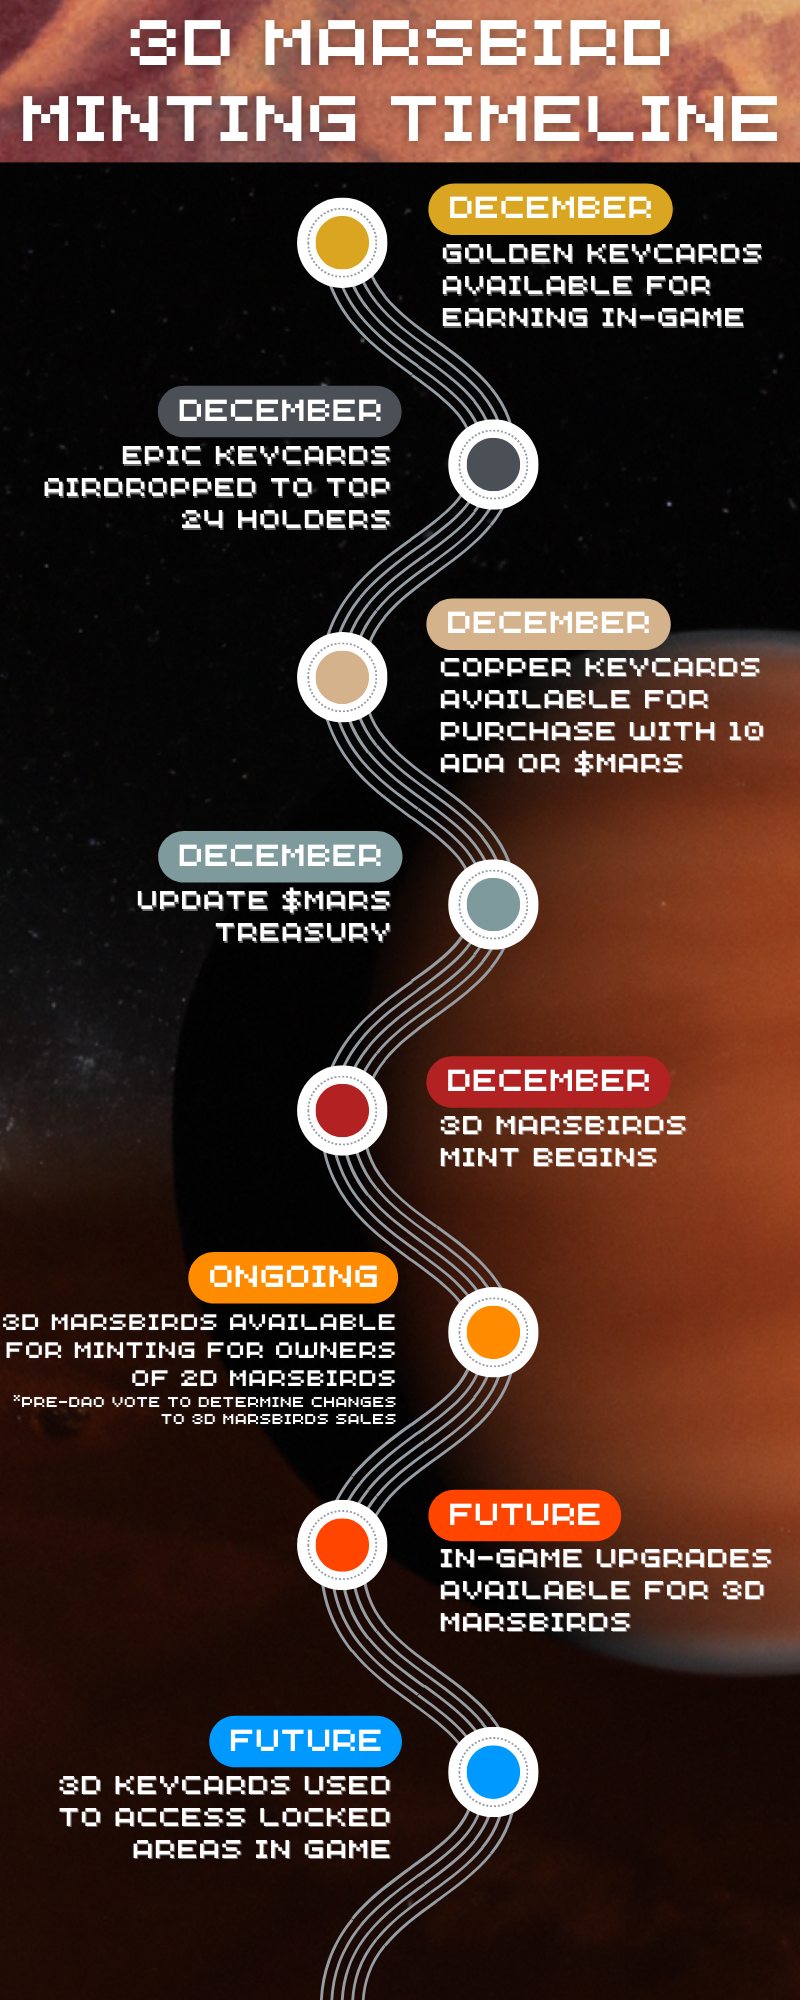 3D MARSBIRD
MINTING TIMELINE
DECEMBER
GOLDEN KEYCARDS
AVAILABLE FOR
EARNING IN-GAME
DECEMBER
EPIC KEYCARDS
AIRDROPPED TO TOP
24 HOLDERS
DECEMBER
COPPER KEYCARDS
AVAILABLE FOR
PURCHASE WITH 10
ADA OR $MARS
DECEMBER
UPDATE $MARS
TREASURY
DECEMBER
3D MARSBIRDS
MINT BEGINS
ONGOING
3D MARSBIRDS AVAILABLE
FOR MINTING FOR OWNERS
OF 2D MARSBIRDS
*PRE-DAO VOTE TO DETERMINE CHANGES
TO 3D MARSBIRDS SALES
FUTURE
IN-GAME UPGRADES
AVAILABLE FOR 3D
MARSBIRDS
FUTURE
3D KEYCARDS USED
TO ACCESS LOCKED
AREAS IN GAME